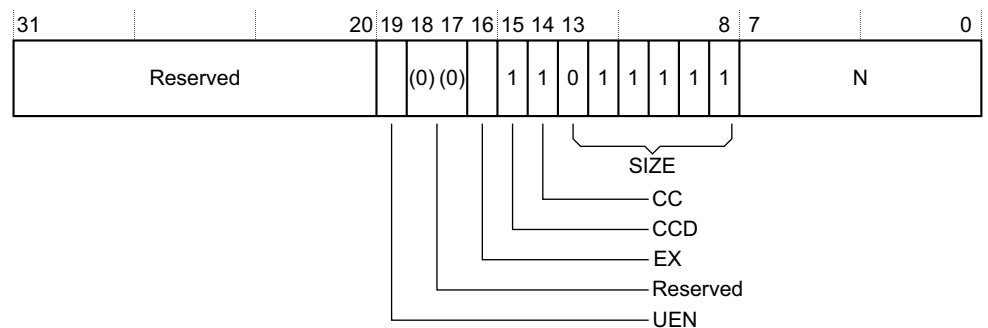 31 20 19 18 17 16 15 14 13 8 7 0
Reserved (0) (0) 1 1 0 1 1 1 1 1 N
SIZE
CC
CCD
EX
Reserved
UEN